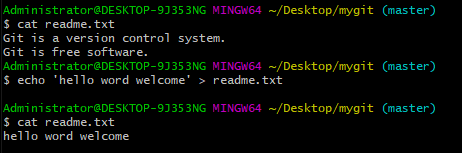 Administrator@DESKTOP-9J353NG MINGW64 ~/Desktop/mygit (master)
$ cat readme.txt
Git is a version control system.
Git is free software.
Administrator@DESKTOP-9J353NG MINGW64 ~/Desktop/mygit (master)
$ echo 'hello word welcome' > readme.txt
Administrator@DESKTOP-9J353NG MINGW64 ~/Desktop/mygit (master)
$ cat readme.txt
hello word welcome